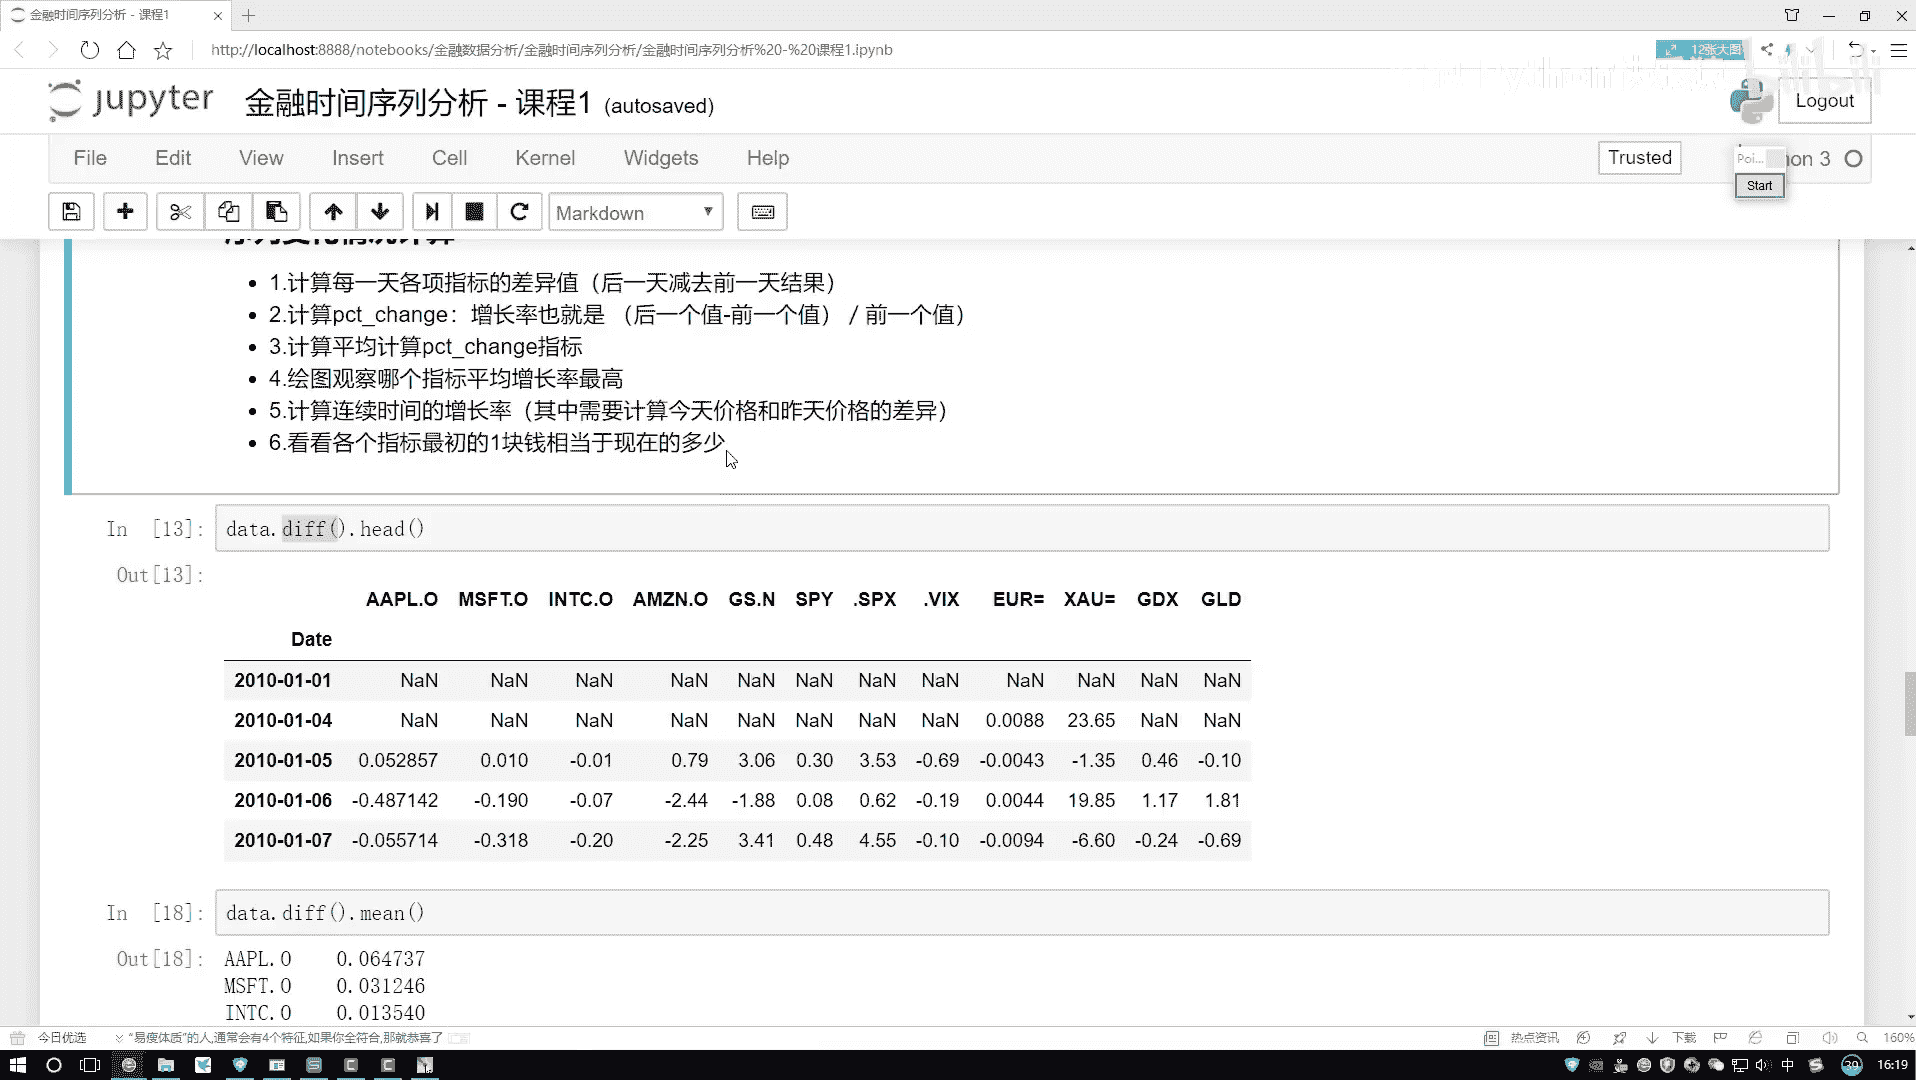 金融时间序列分析 - 课程1
http://localhost:8888/notebooks/金融数据分析/金融时间序列分析/金融时间序列分析%20-%20课程1.ipynb
12张大图
jupyter 金融时间序列分析 - 课程1 (autosaved)
bilibili
Logout
File Edit View Insert Cell Kernel Widgets Help
Trusted
Poi...
on 3
Start
Markdown
序列变化情况计算
1.计算每一天各项指标的差异值（后一天减去前一天结果）
2.计算pct_change：增长率也就是 （后一个值-前一个值） / 前一个值）
3.计算平均计算pct_change指标
4.绘图观察哪个指标平均增长率最高
5.计算连续时间的增长率（其中需要计算今天价格和昨天价格的差异）
6.看看各个指标最初的1块钱相当于现在的多少
In [13]: data.diff().head()
Out[13]:
AAPL.O MSFT.O INTC.O AMZN.O GS.N SPY .SPX .VIX EUR= XAU= GDX GLD
Date
2010-01-01 NaN NaN NaN NaN NaN NaN NaN NaN NaN NaN NaN NaN
2010-01-04 NaN NaN NaN NaN NaN NaN NaN NaN 0.0088 23.65 NaN NaN
2010-01-05 0.052857 0.010 -0.01 0.79 3.06 0.30 3.53 -0.69 -0.0043 -1.35 0.46 -0.10
2010-01-06 -0.487142 -0.190 -0.07 -2.44 -1.88 0.08 0.62 -0.19 0.0044 19.85 1.17 1.81
2010-01-07 -0.055714 -0.318 -0.20 -2.25 3.41 0.48 4.55 -0.10 -0.0094 -6.60 -0.24 -0.69
In [18]: data.diff().mean()
Out[18]: AAPL.O 0.064737
MSFT.O 0.031246
INTC.O 0.013540
今日优选
“易瘦体质”的人,通常会有4个特征,如果你全符合,那就恭喜了
热点资讯
下载
160%
中
39
16:19